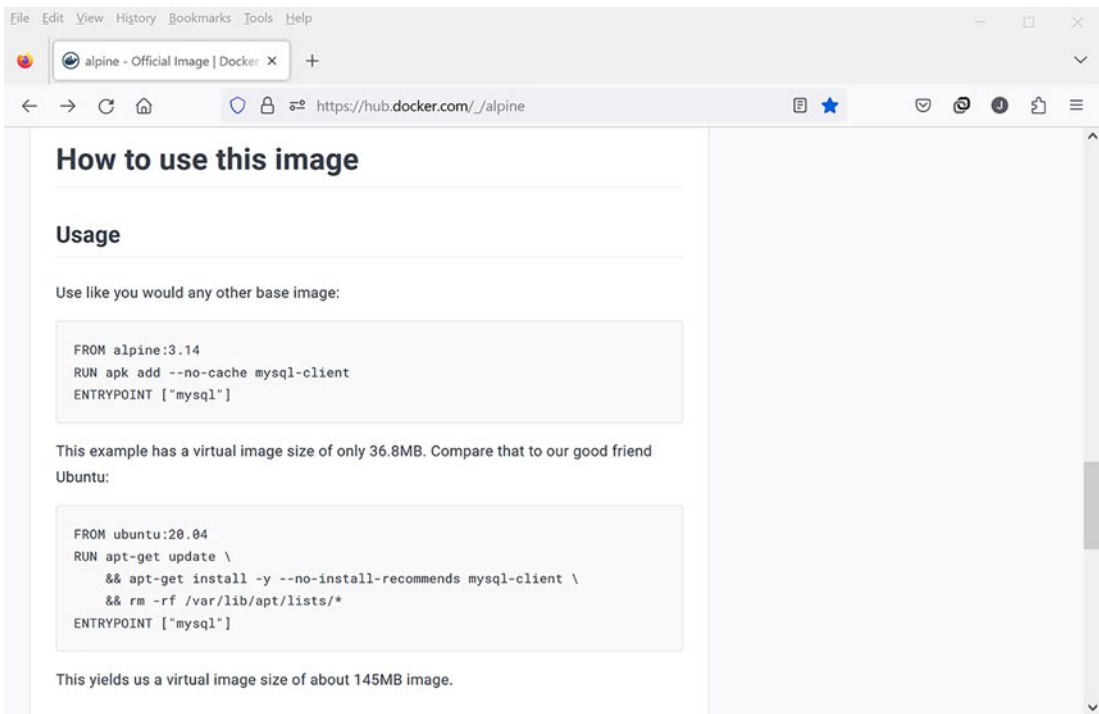 File Edit View History Bookmarks Tools Help
alpine - Official Image | Docker
https://hub.docker.com/_/alpine
J
How to use this image
Usage
Use like you would any other base image:
FROM alpine:3.14
RUN apk add --no-cache mysql-client
ENTRYPOINT ["mysql"]
This example has a virtual image size of only 36.8MB. Compare that to our good friend
Ubuntu:
FROM ubuntu:20.04
RUN apt-get update \
    && apt-get install -y --no-install-recommends mysql-client \
    && rm -rf /var/lib/apt/lists/*
ENTRYPOINT ["mysql"]
This yields us a virtual image size of about 145MB image.